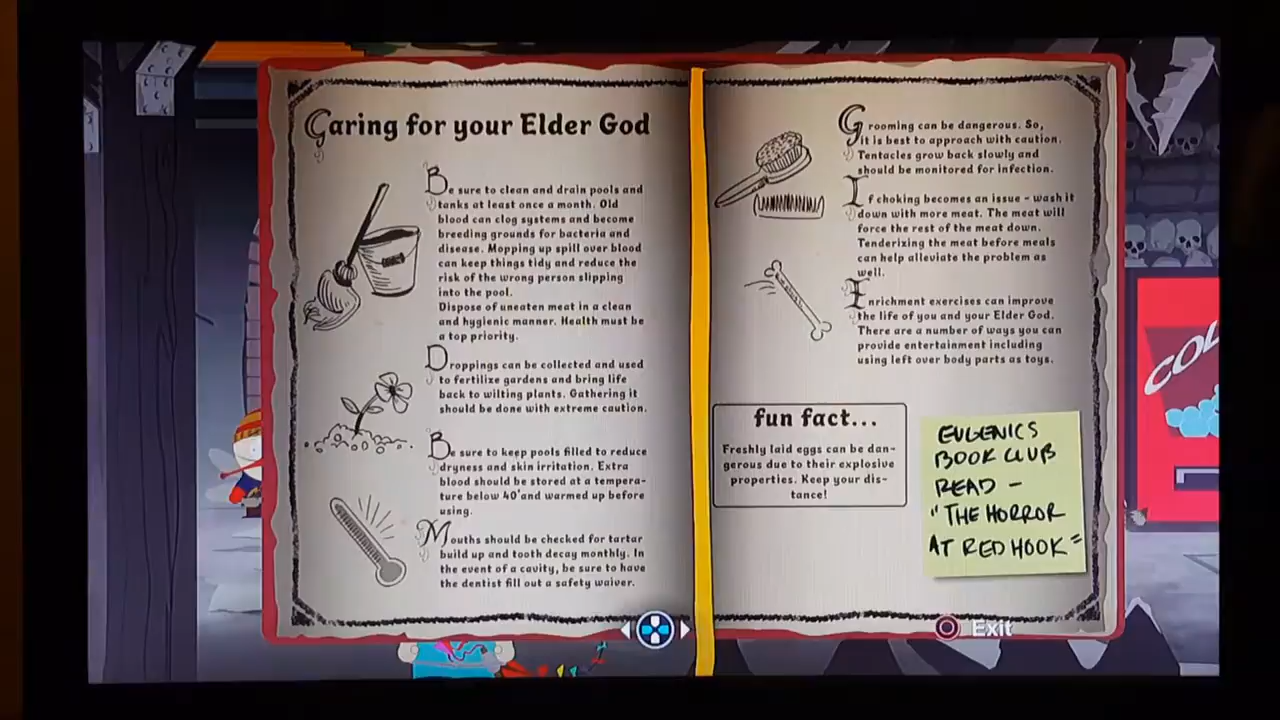 Caring for your Elder God
Be sure to clean and drain pools and
tanks at least once a month. Old
blood can clog systems and become
breeding grounds for bacteria and
disease. Mopping up spill over blood
can keep things tidy and reduce the
risk of the wrong person slipping
into the pool.
Dispose of uneaten meat in a clean
and hygienic manner. Health must be
a top priority.
Droppings can be collected and used
to fertilize gardens and bring life
back to wilting plants. Gathering it
should be done with extreme caution.
Be sure to keep pools filled to reduce
dryness and skin irritation. Extra
blood should be stored at a tempera-
ture below 40° and warmed up before
using.
Mouths should be checked for tartar
build up and tooth decay monthly. In
the event of a cavity, be sure to have
the dentist fill out a safety waiver.
Grooming can be dangerous. So,
it is best to approach with caution.
Tentacles grow back slowly and
should be monitored for infection.
If choking becomes an issue - wash it
down with more meat. The meat will
force the rest of the meat down.
Tenderizing the meat before meals
can help alleviate the problem as
well.
Enrichment exercises can improve
the life of you and your Elder God.
There are a number of ways you can
provide entertainment including
using left over body parts as toys.
fun fact...
Freshly laid eggs can be dan-
gerous due to their explosive
properties. Keep your dis-
tance!
EUGENICS
BOOK CLUB
READ -
"THE HORROR
AT RED HOOK"
COL
Exit